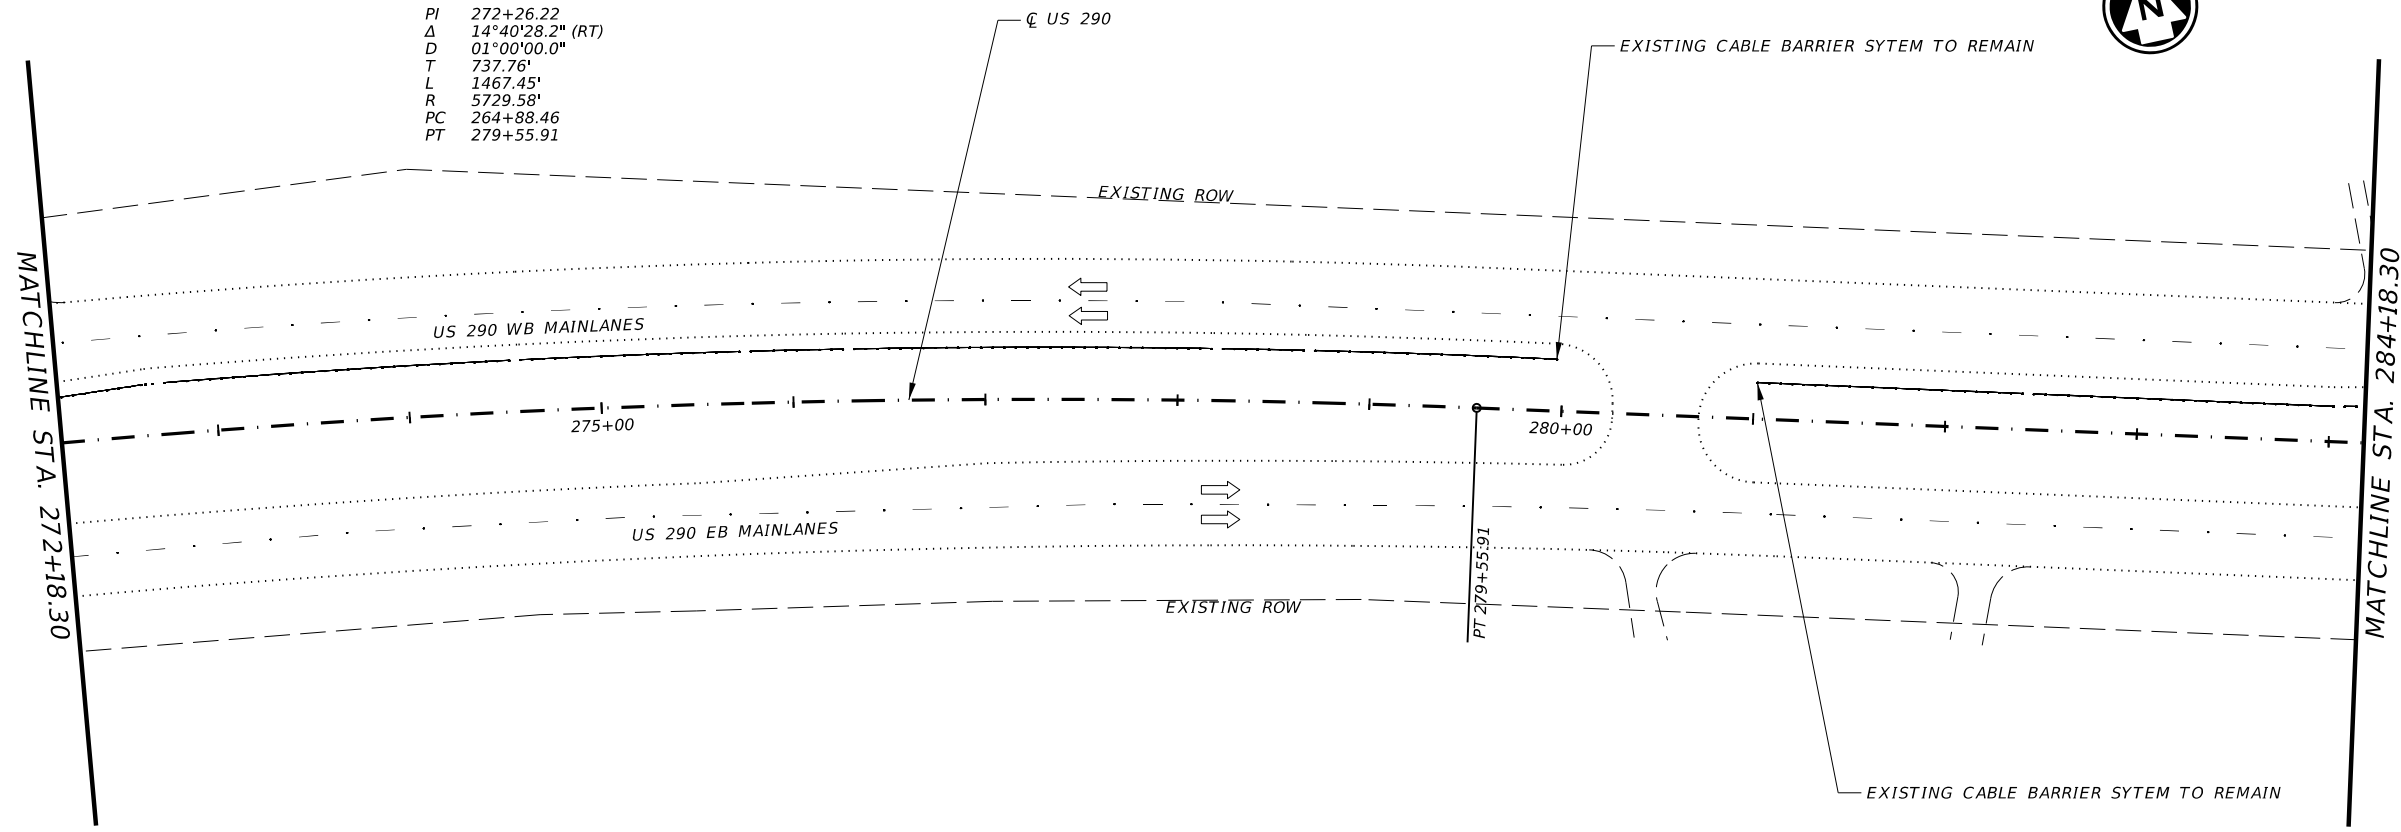 PI 272+26.22
Δ 14°40'28.2" (RT)
D 01°00'00.0"
T 737.76'
L 1467.45'
R 5729.58'
PC 264+88.46
PT 279+55.91
℄ US 290
EXISTING CABLE BARRIER SYTEM TO REMAIN
N
EXISTING ROW
MATCHLINE STA. 272+18.30
US 290 WB MAINLANES
275+00
280+00
US 290 EB MAINLANES
PT 279+55.91
EXISTING ROW
MATCHLINE STA. 284+18.30
EXISTING CABLE BARRIER SYTEM TO REMAIN